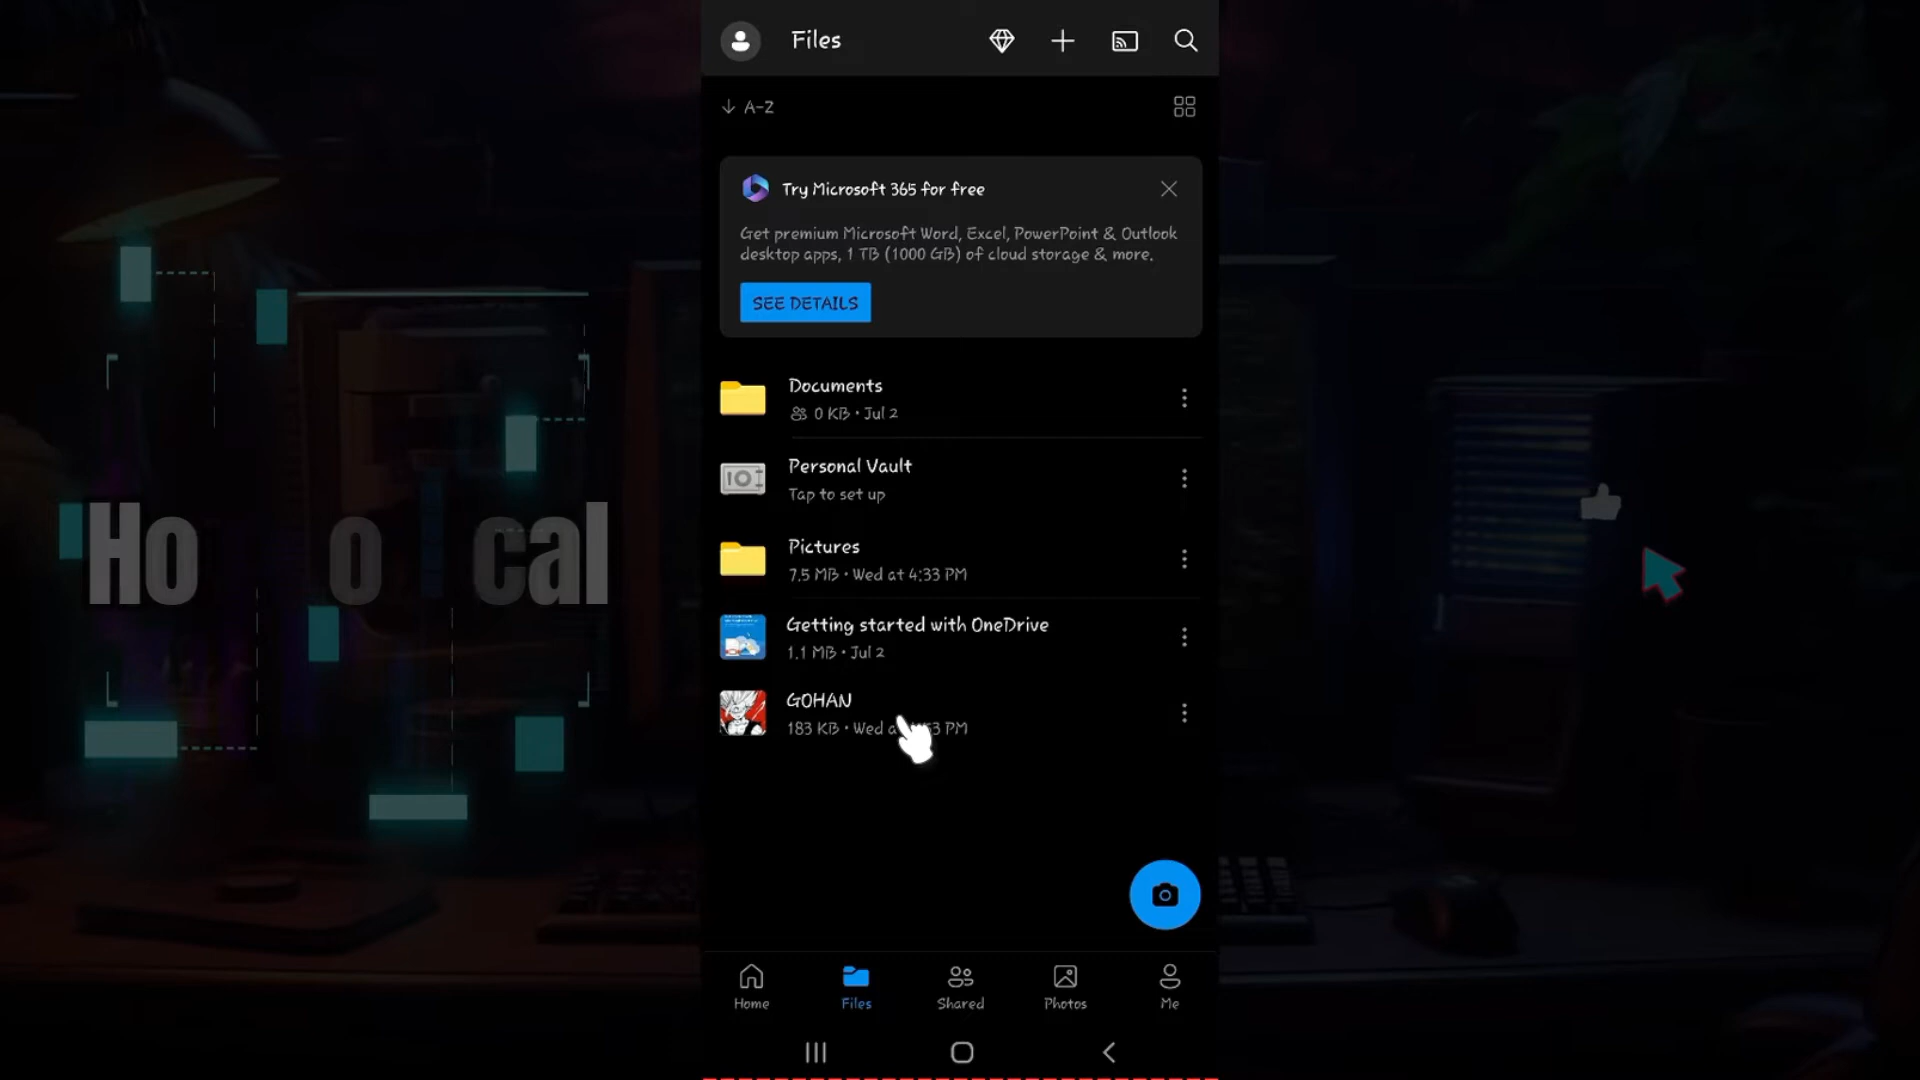 Files
A-Z
Try Microsoft 365 for free
Get premium Microsoft Word, Excel, PowerPoint & Outlook
desktop apps, 1 TB (1000 GB) of cloud storage & more.
SEE DETAILS
Documents
0 KB · Jul 2
Personal Vault
Tap to set up
Pictures
7.5 MB · Wed at 4:33 PM
Getting started with OneDrive
1.1 MB · Jul 2
GOHAN
183 KB · Wed PM
Ho o cal
Home
Files
Shared
Photos
Me